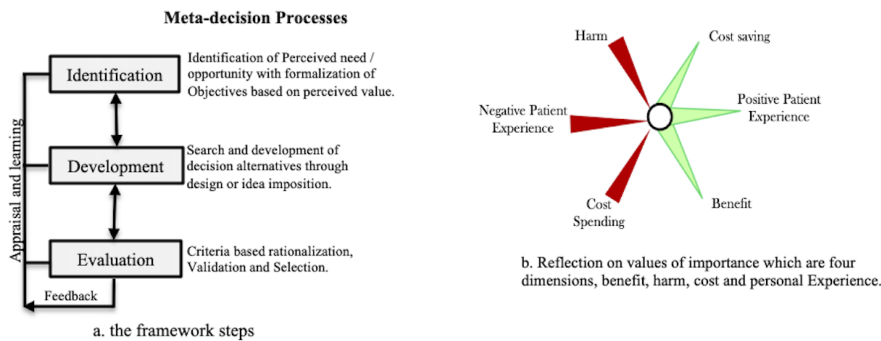 Meta-decision Processes
Identification
Identification of Perceived need /
opportunity with formalization of
Objectives based on perceived value.
Development
Search and development of
decision alternatives through
design or idea imposition.
Evaluation
Criteria based rationalization,
Validation and Selection.
Appraisal and learning
Feedback
a. the framework steps
Harm
Cost saving
Negative Patient
Experience
Positive Patient
Experience
Cost
Spending
Benefit
b. Reflection on values of importance which are four
dimensions, benefit, harm, cost and personal Experience.